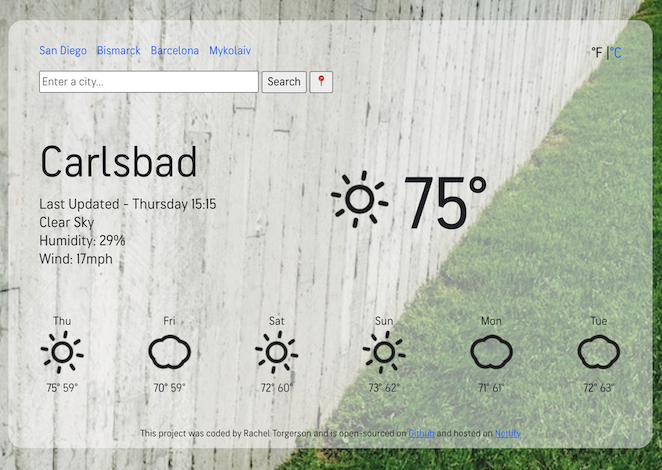 San Diego Bismarck Barcelona Mykolaiv
°F |°C
Enter a city...
Search
Carlsbad
75°
Last Updated - Thursday 15:15
Clear Sky
Humidity: 29%
Wind: 17mph
Thu Fri Sat Sun Mon Tue
75° 59° 70° 59° 72° 60° 73° 62° 71° 61° 72° 63°
This project was coded by Rachel Torgerson and is open-sourced on Github and hosted on Netlify